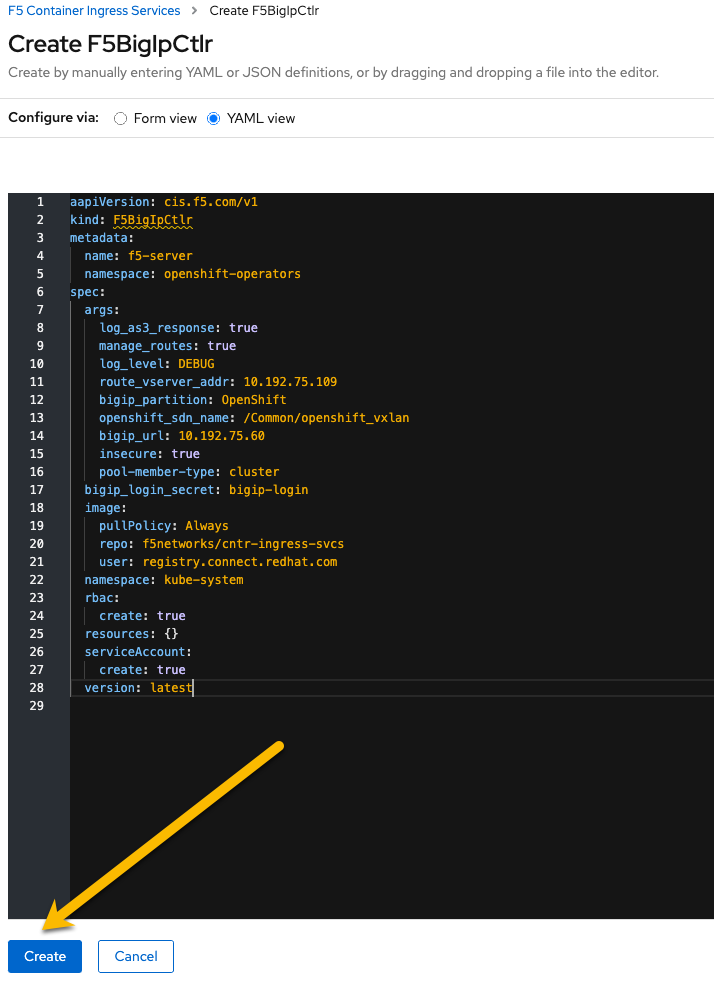 F5 Container Ingress Services > Create F5BigIpCtlr
Create F5BigIpCtlr
Create by manually entering YAML or JSON definitions, or by dragging and dropping a file into the editor.
Configure via: Form view YAML view
1 aapiVersion: cis.f5.com/v1
2 kind: F5BigIpCtlr
3 metadata:
4 name: f5-server
5 namespace: openshift-operators
6 spec:
7 args:
8 log_as3_response: true
9 manage_routes: true
10 log_level: DEBUG
11 route_vserver_addr: 10.192.75.109
12 bigip_partition: OpenShift
13 openshift_sdn_name: /Common/openshift_vxlan
14 bigip_url: 10.192.75.60
15 insecure: true
16 pool-member-type: cluster
17 bigip_login_secret: bigip-login
18 image:
19 pullPolicy: Always
20 repo: f5networks/cntr-ingress-svcs
21 user: registry.connect.redhat.com
22 namespace: kube-system
23 rbac:
24 create: true
25 resources: {}
26 serviceAccount:
27 create: true
28 version: latest
29
Create Cancel